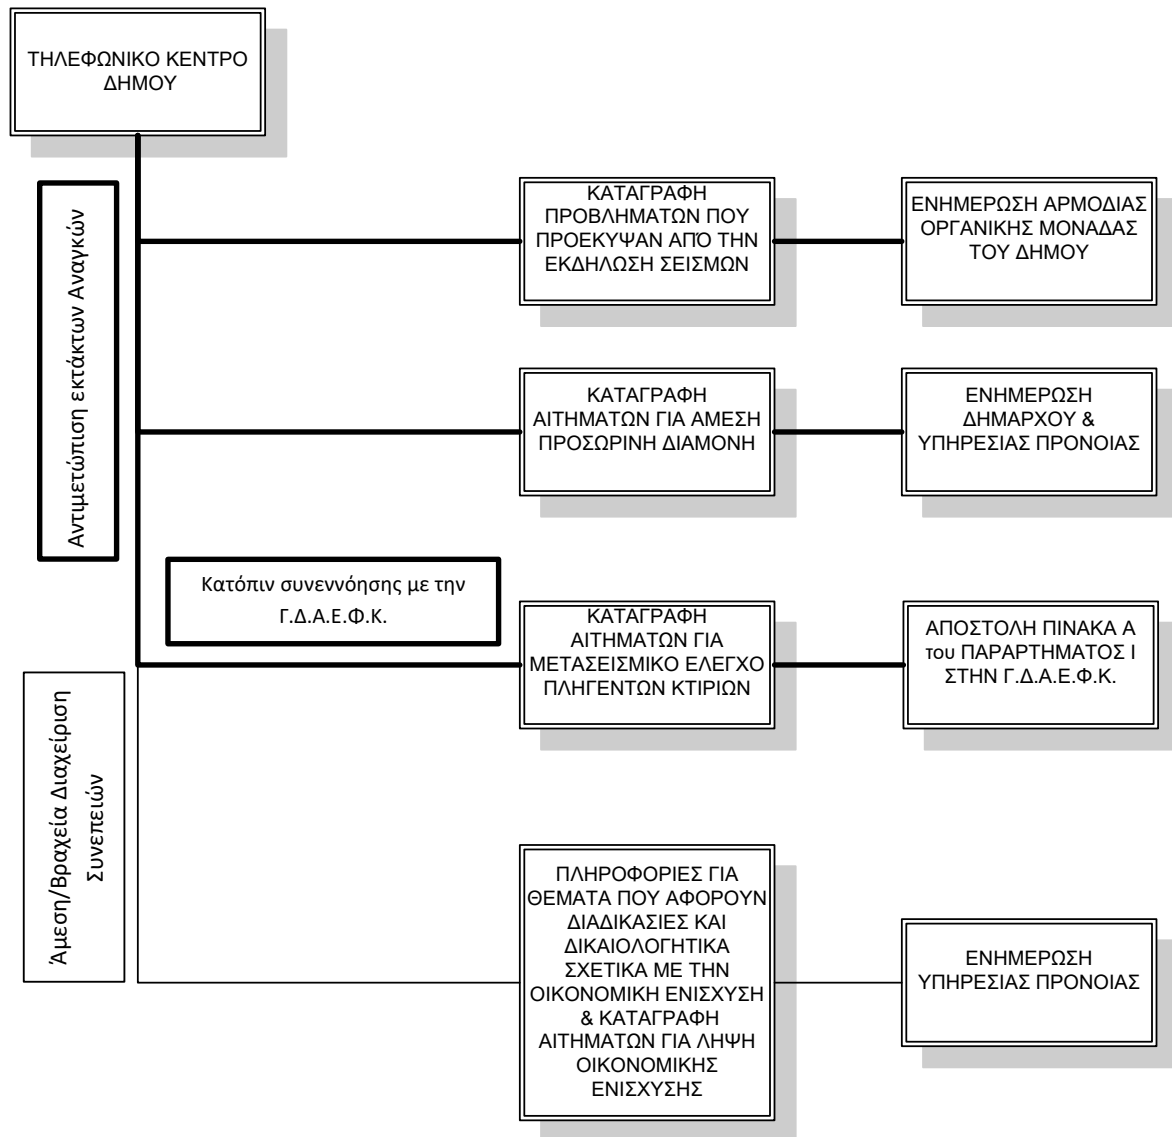 ΤΗΛΕΦΩΝΙΚΟ ΚΕΝΤΡΟ
ΔΗΜΟΥ
Αντιμετώπιση εκτάκτων Αναγκών
ΚΑΤΑΓΡΑΦΗ
ΠΡΟΒΛΗΜΑΤΩΝ ΠΟΥ
ΠΡΟΕΚΥΨΑΝ ΑΠΌ ΤΗΝ
ΕΚΔΗΛΩΣΗ ΣΕΙΣΜΩΝ
ΕΝΗΜΕΡΩΣΗ ΑΡΜΟΔΙΑΣ
ΟΡΓΑΝΙΚΗΣ ΜΟΝΑΔΑΣ
ΤΟΥ ΔΗΜΟΥ
ΚΑΤΑΓΡΑΦΗ
ΑΙΤΗΜΑΤΩΝ ΓΙΑ ΑΜΕΣΗ
ΠΡΟΣΩΡΙΝΗ ΔΙΑΜΟΝΗ
ΕΝΗΜΕΡΩΣΗ
ΔΗΜΑΡΧΟΥ &
ΥΠΗΡΕΣΙΑΣ ΠΡΟΝΟΙΑΣ
Κατόπιν συνεννόησης με την
Γ.Δ.Α.Ε.Φ.Κ.
ΚΑΤΑΓΡΑΦΗ
ΑΙΤΗΜΑΤΩΝ ΓΙΑ
ΜΕΤΑΣΕΙΣΜΙΚΟ ΕΛΕΓΧΟ
ΠΛΗΓΕΝΤΩΝ ΚΤΙΡΙΩΝ
ΑΠΟΣΤΟΛΗ ΠΙΝΑΚΑ Α
του ΠΑΡΑΡΤΗΜΑΤΟΣ Ι
ΣΤΗΝ Γ.Δ.Α.Ε.Φ.Κ.
Άμεση/Βραχεία Διαχείριση
Συνεπειών
ΠΛΗΡΟΦΟΡΙΕΣ ΓΙΑ
ΘΕΜΑΤΑ ΠΟΥ ΑΦΟΡΟΥΝ
ΔΙΑΔΙΚΑΣΙΕΣ ΚΑΙ
ΔΙΚΑΙΟΛΟΓΗΤΙΚΑ
ΣΧΕΤΙΚΑ ΜΕ ΤΗΝ
ΟΙΚΟΝΟΜΙΚΗ ΕΝΙΣΧΥΣΗ
& ΚΑΤΑΓΡΑΦΗ
ΑΙΤΗΜΑΤΩΝ ΓΙΑ ΛΗΨΗ
ΟΙΚΟΝΟΜΙΚΗΣ
ΕΝΙΣΧΥΣΗΣ
ΕΝΗΜΕΡΩΣΗ
ΥΠΗΡΕΣΙΑΣ ΠΡΟΝΟΙΑΣ